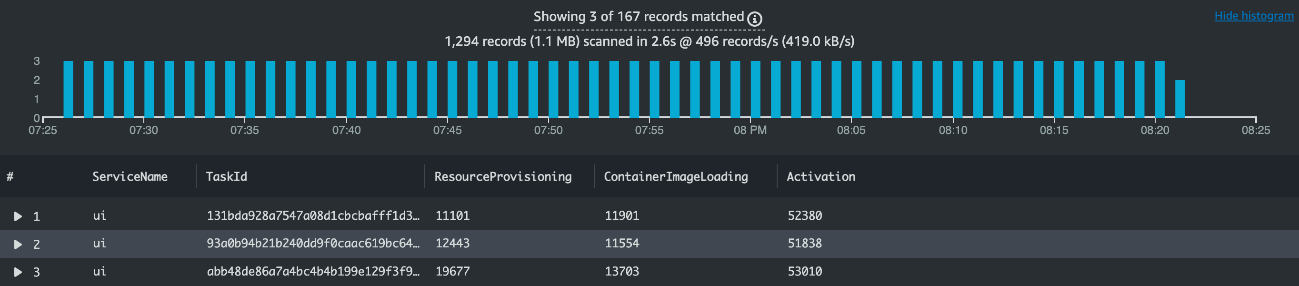 Showing 3 of 167 records matched
Hide histogram
1,294 records (1.1 MB) scanned in 2.6s @ 496 records/s (419.0 kB/s)
3
2
1
0
07:25 07:30 07:35 07:40 07:45 07:50 07:55 08 PM 08:05 08:10 08:15 08:20 08:25
# ServiceName TaskId ResourceProvisioning ContainerImageLoading Activation
1 ui 131bda928a7547a08d1cbcbafff1d3… 11101 11901 52380
2 ui 93a0b94b21b240dd9f0caac619bc64… 12443 11554 51838
3 ui abb48de86a7a4bc4b4b199e129f3f9… 19677 13703 53010